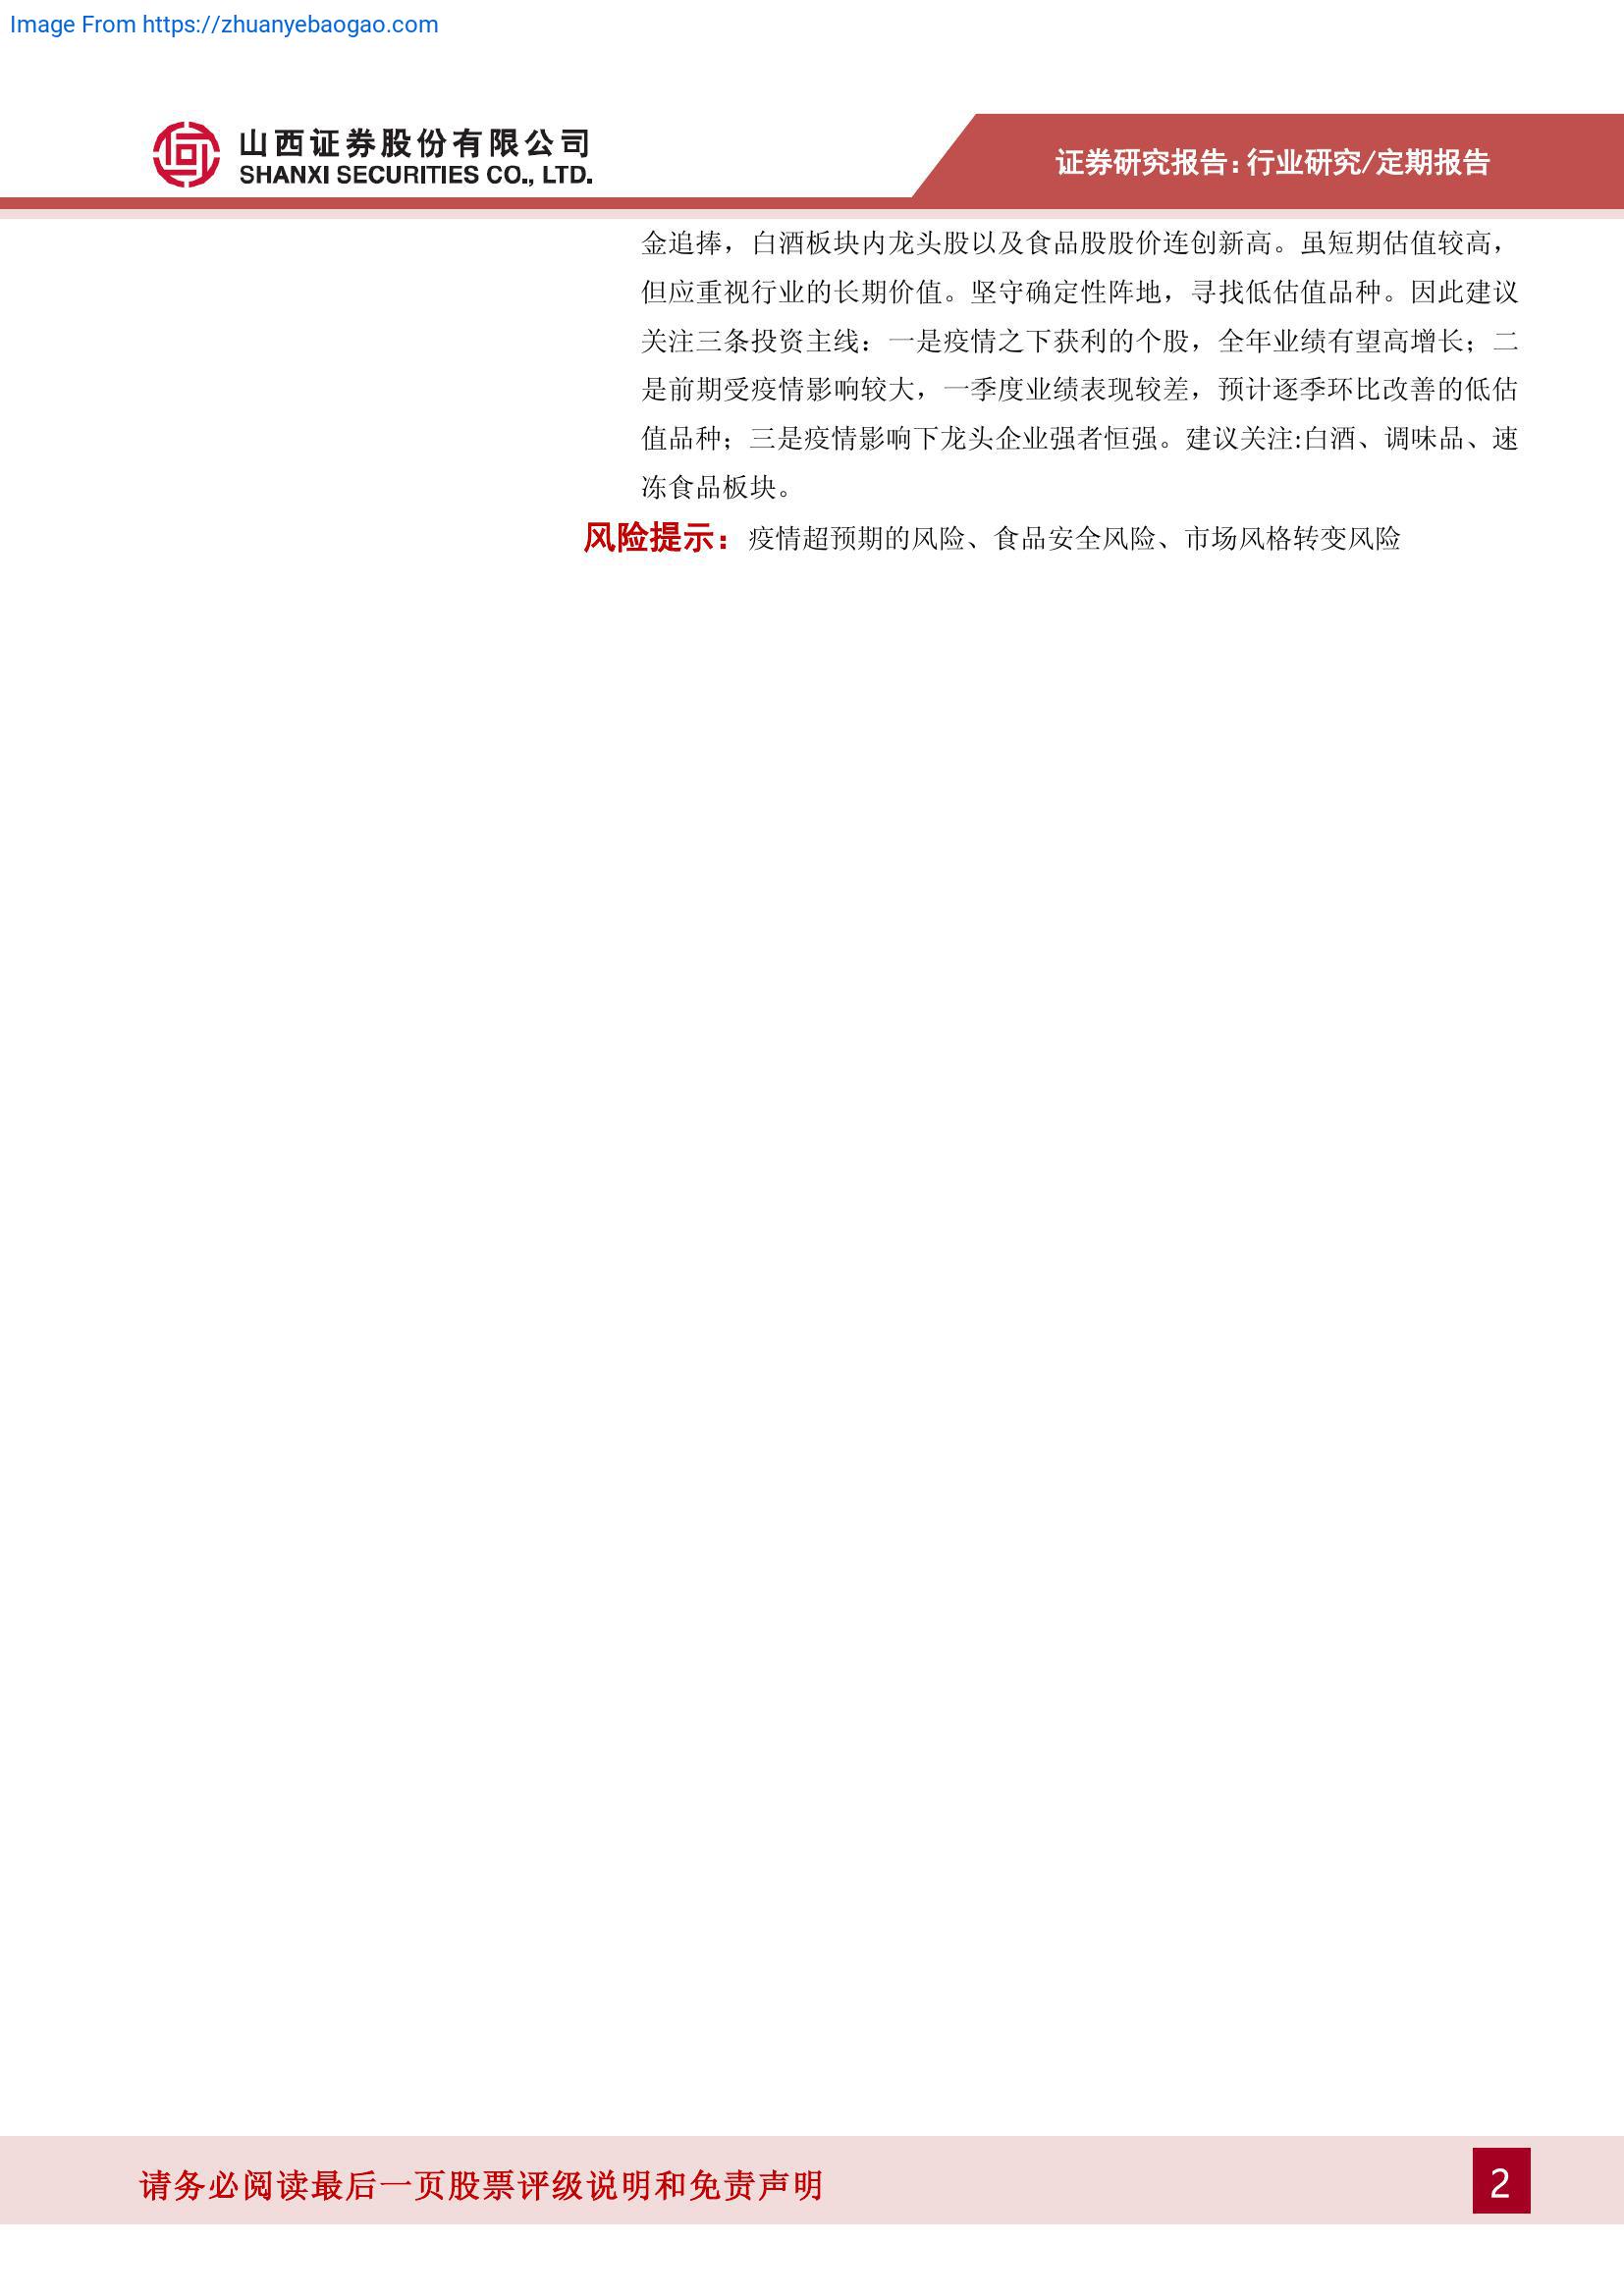 Image From https://zhuanyebaogao.com
山西证券股份有限公司
SHANXI SECURITIES CO., LTD.
证券研究报告:行业研究/定期报告
金追捧，白酒板块内龙头股以及食品股股价连创新高。虽短期估值较高，
但应重视行业的长期价值。坚守确定性阵地，寻找低估值品种。因此建议
关注三条投资主线：一是疫情之下获利的个股，全年业绩有望高增长；二
是前期受疫情影响较大，一季度业绩表现较差，预计逐季环比改善的低估
值品种；三是疫情影响下龙头企业强者恒强。建议关注:白酒、调味品、速
冻食品板块。
风险提示：疫情超预期的风险、食品安全风险、市场风格转变风险
请务必阅读最后一页股票评级说明和免责声明
2